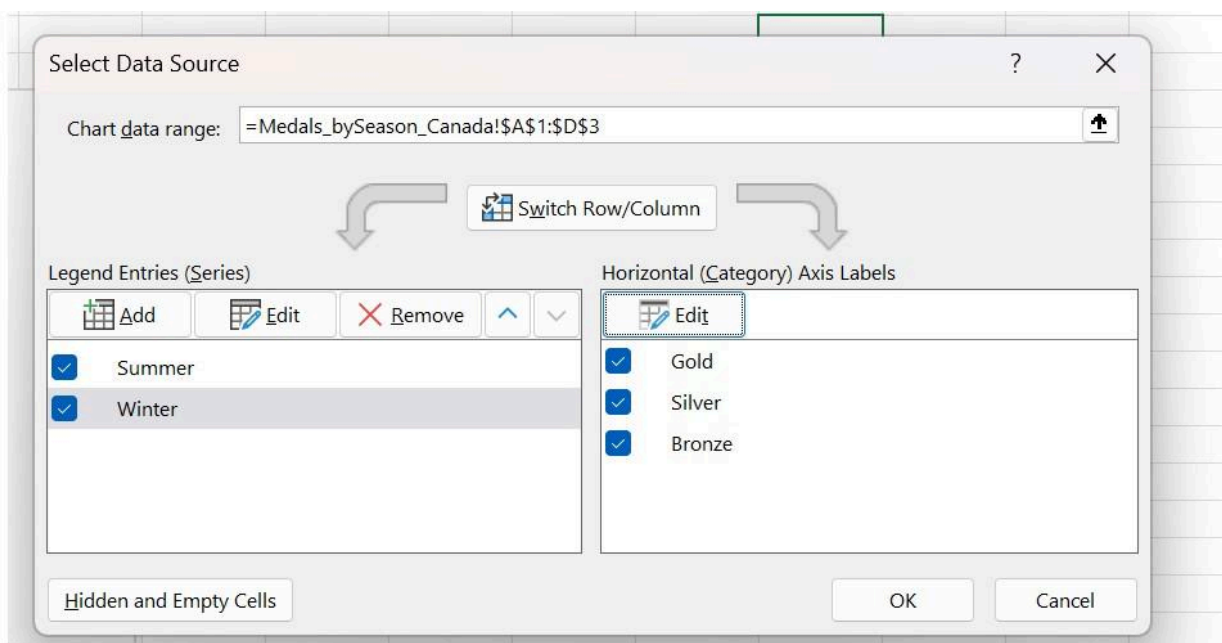 Select Data Source ?
Chart data range: =Medals_bySeason_Canada!$A$1:$D$3
Switch Row/Column
Legend Entries (Series)
Add Edit Remove
Summer
Winter
Horizontal (Category) Axis Labels
Edit
Gold
Silver
Bronze
Hidden and Empty Cells
OK Cancel